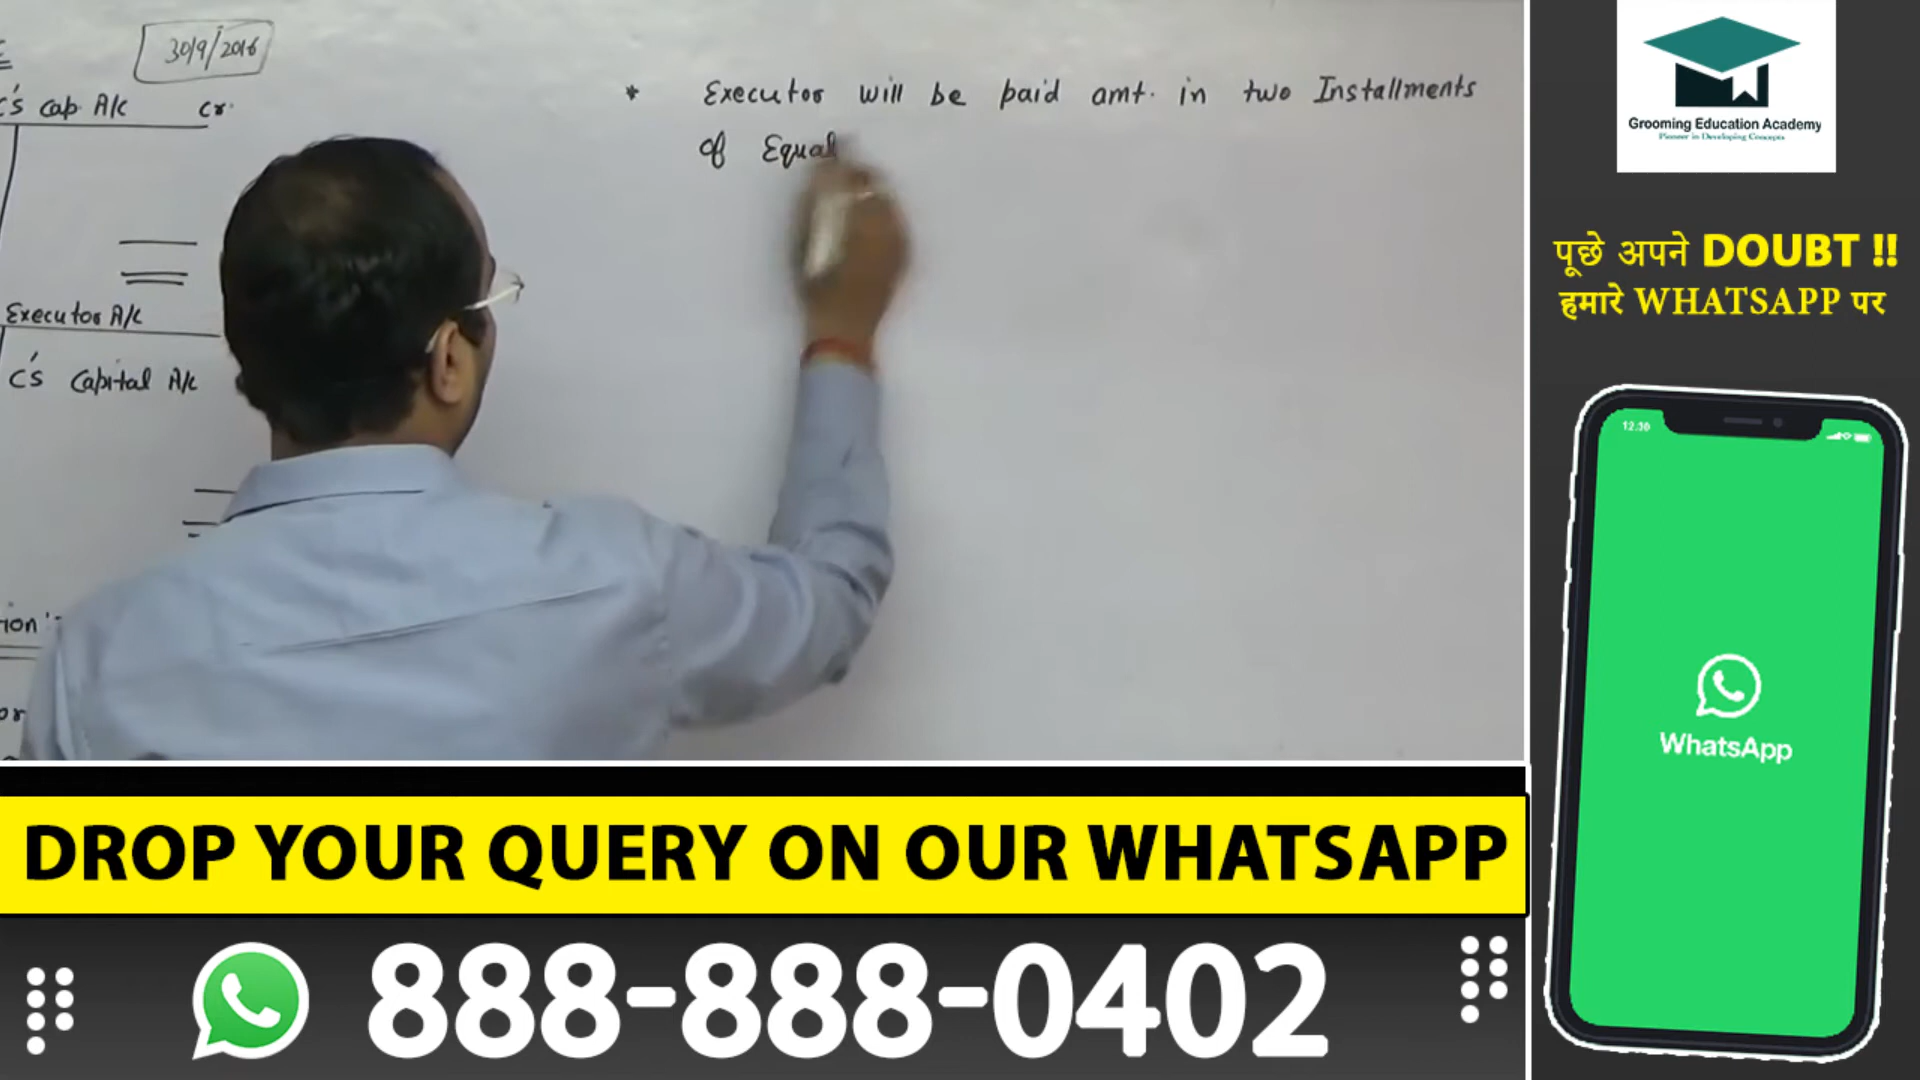 30/9/2016
C's Cap. A/c Cr.
Executor A/c
C's Capital A/c
* Executor will be paid amt. in two Installments
of Equal
Grooming Education Academy
Pioneer in Developing Concepts
पूछे अपने DOUBT !!
हमारे WHATSAPP पर
12.30
WhatsApp
DROP YOUR QUERY ON OUR WHATSAPP
888-888-0402